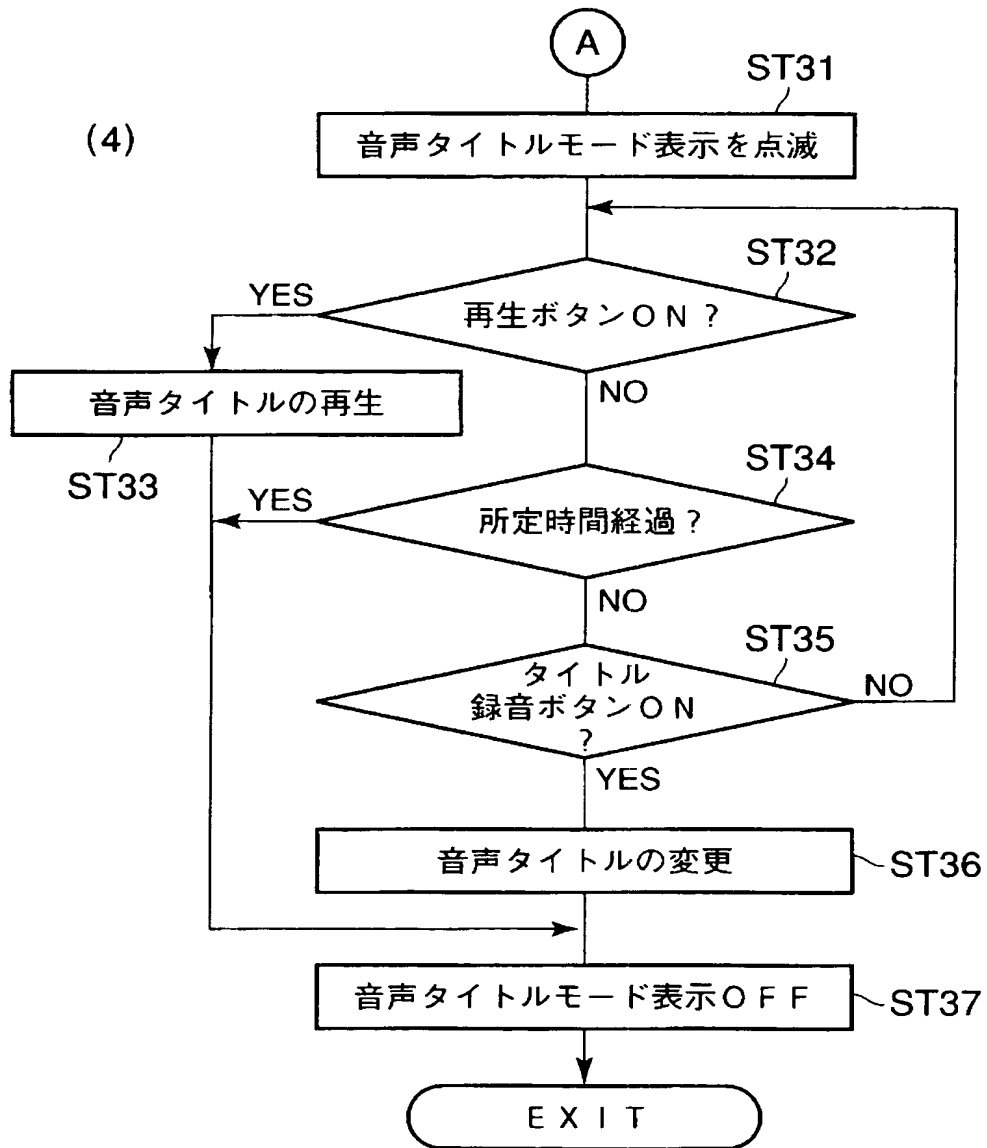 A
ST31
(4)
音声タイトルモード表示を点滅
ST32
YES
再生ボタンON?
NO
音声タイトルの再生
ST33
ST34
YES
所定時間経過?
NO
ST35
タイトル
録音ボタンON
?
NO
YES
音声タイトルの変更
ST36
音声タイトルモード表示OFF
ST37
EXIT